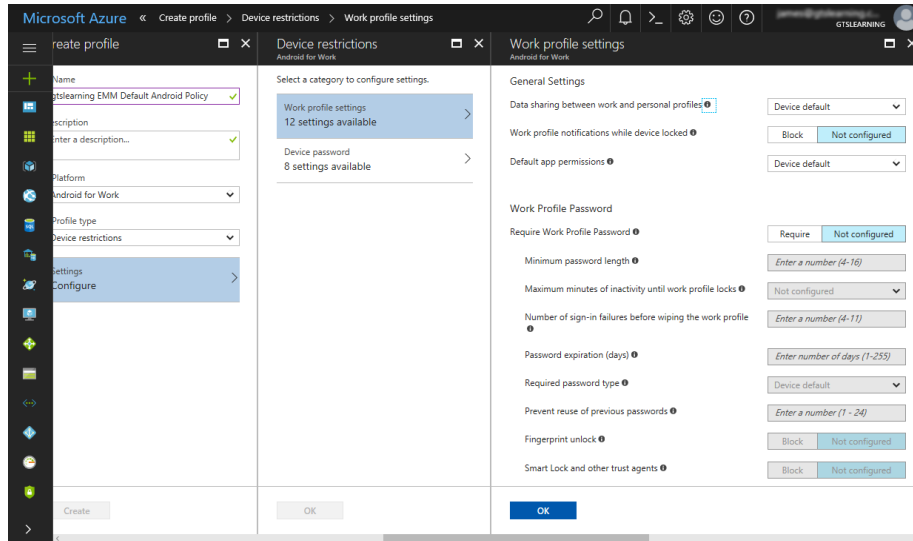 Microsoft Azure « Create profile > Device restrictions > Work profile settings
GTSLEARNING
reate profile
Name
gtslearning EMM Default Android Policy
escription
nter a description...
Platform
Android for Work
Profile type
Device restrictions
Settings
Configure
Create
Device restrictions
Android for Work
Select a category to configure settings.
Work profile settings
12 settings available
Device password
8 settings available
OK
Work profile settings
Android for Work
General Settings
Data sharing between work and personal profiles Device default
Work profile notifications while device locked Block Not configured
Default app permissions Device default
Work Profile Password
Require Work Profile Password Require Not configured
Minimum password length Enter a number (4-16)
Maximum minutes of inactivity until work profile locks Not configured
Number of sign-in failures before wiping the work profile Enter a number (4-11)
Password expiration (days) Enter number of days (1-255)
Required password type Device default
Prevent reuse of previous passwords Enter a number (1 - 24)
Fingerprint unlock Block Not configured
Smart Lock and other trust agents Block Not configured
OK